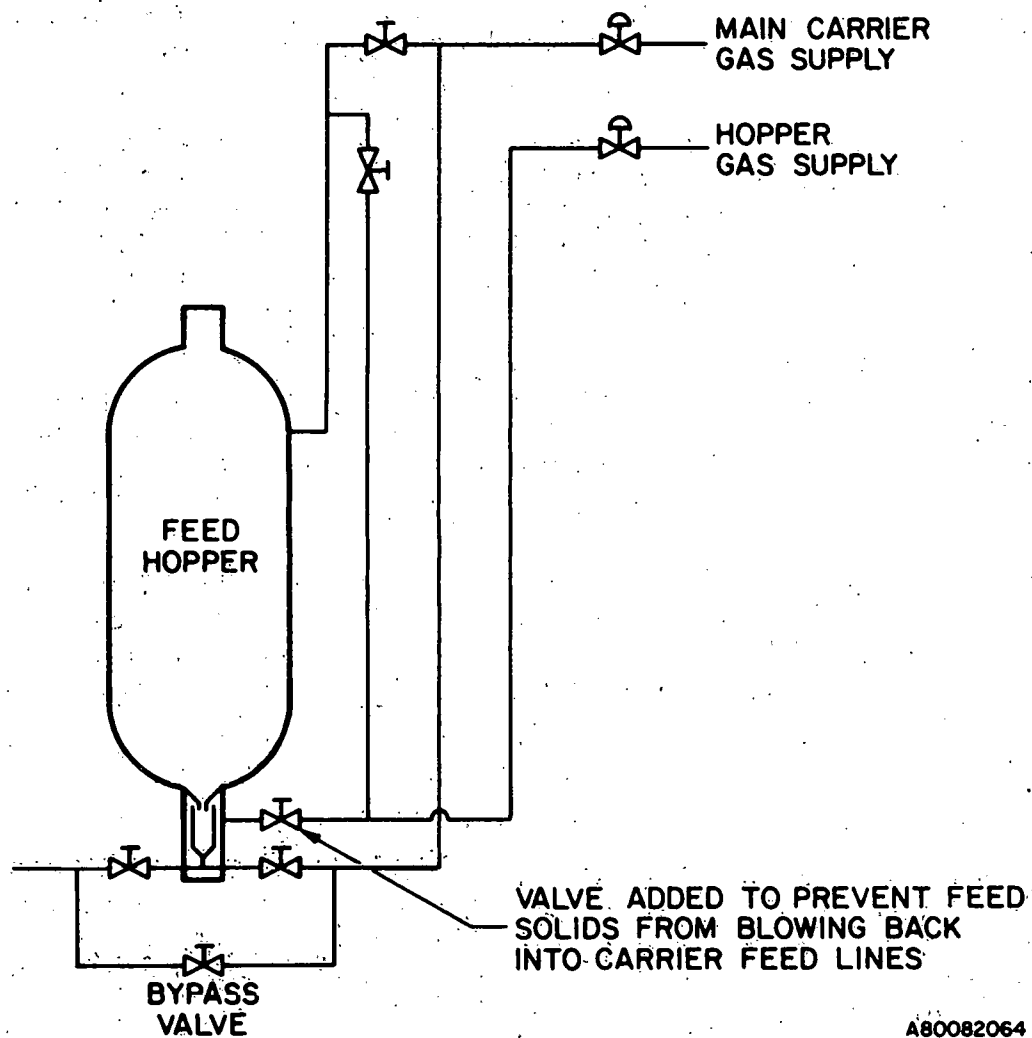 MAIN CARRIER
GAS SUPPLY
HOPPER
GAS SUPPLY
FEED
HOPPER
VALVE ADDED TO PREVENT FEED
SOLIDS FROM BLOWING BACK
INTO CARRIER FEED LINES
BYPASS
VALVE
A80082064